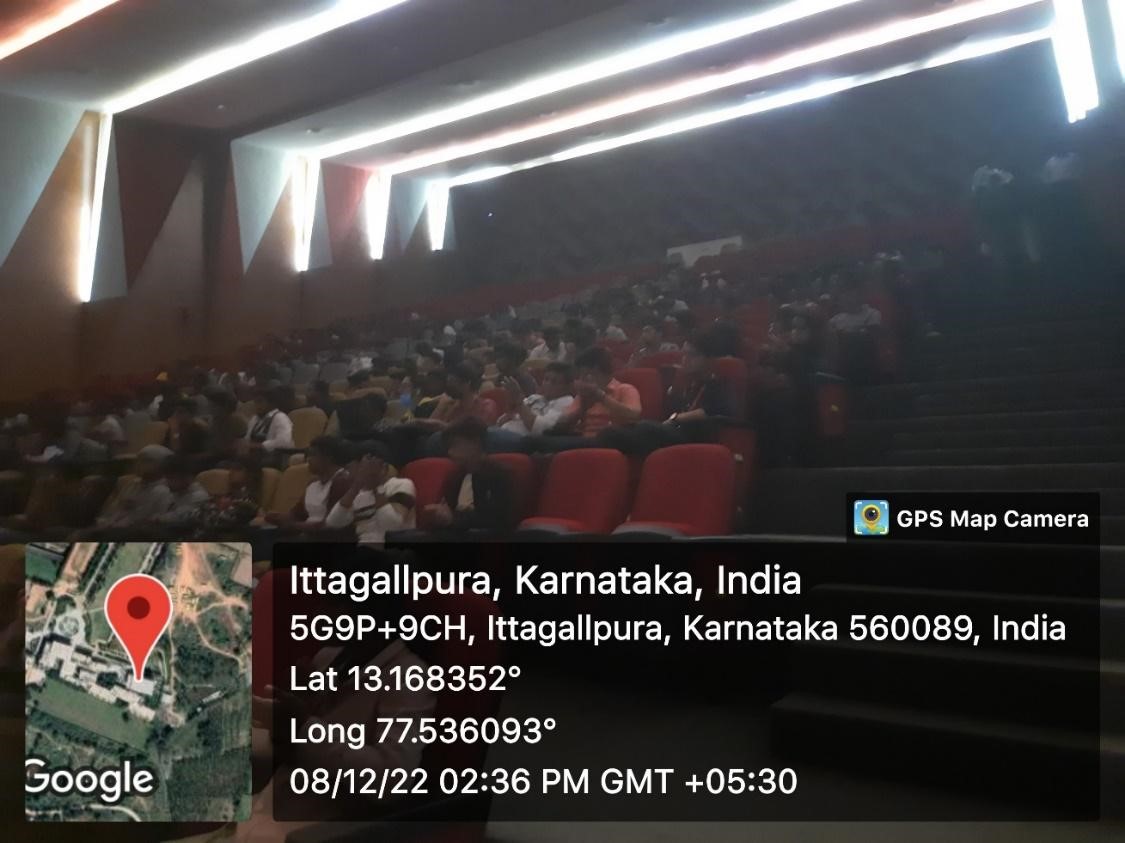 GPS Map Camera
Ittagallpura, Karnataka, India
5G9P+9CH, Ittagallpura, Karnataka 560089, India
Lat 13.168352°
Long 77.536093°
08/12/22 02:36 PM GMT +05:30
Google